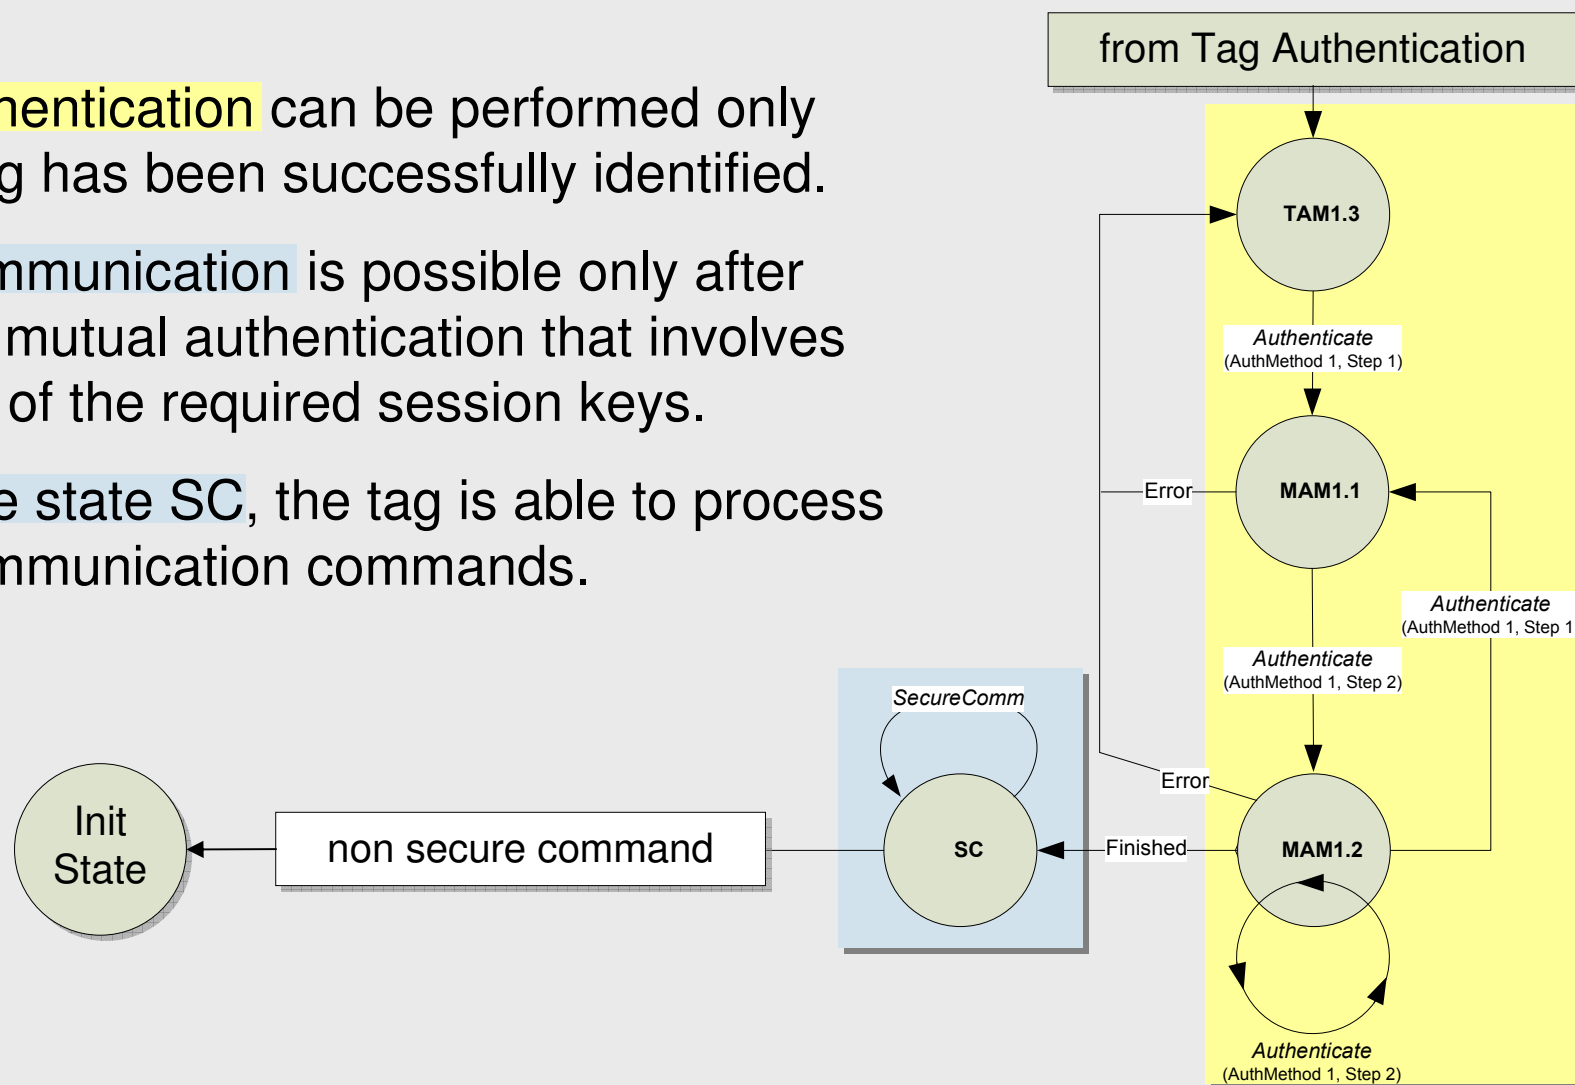 from Tag Authentication
hentication can be performed only
g has been successfully identified.
mmunication is possible only after
mutual authentication that involves
of the required session keys.
e state SC, the tag is able to process
mmunication commands.
TAM1.3
Authenticate
(AuthMethod 1, Step 1)
Error
MAM1.1
Authenticate
(AuthMethod 1, Step 1
Authenticate
(AuthMethod 1, Step 2)
SecureComm
Error
Init
State
non secure command
SC
Finished
MAM1.2
Authenticate
(AuthMethod 1, Step 2)